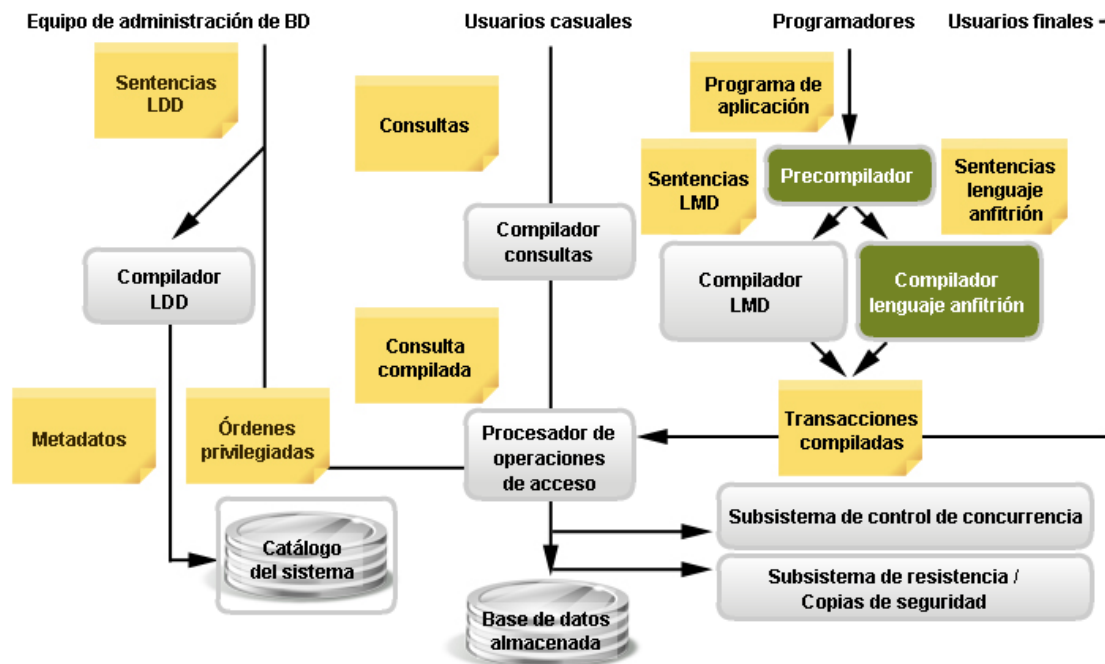 Equipo de administración de BD
Usuarios casuales
Programadores
Usuarios finales
Sentencias
LDD
Consultas
Programa de
aplicación
Sentencias
LMD
Precompilador
Sentencias
lenguaje
anfitrión
Compilador
consultas
Compilador
LDD
Compilador
LMD
Compilador
lenguaje anfitrión
Consulta
compilada
Metadatos
Órdenes
privilegiadas
Procesador de
operaciones
de acceso
Transacciones
compiladas
Catálogo
del sistema
Subsistema de control de concurrencia
Subsistema de resistencia /
Copias de seguridad
Base de datos
almacenada